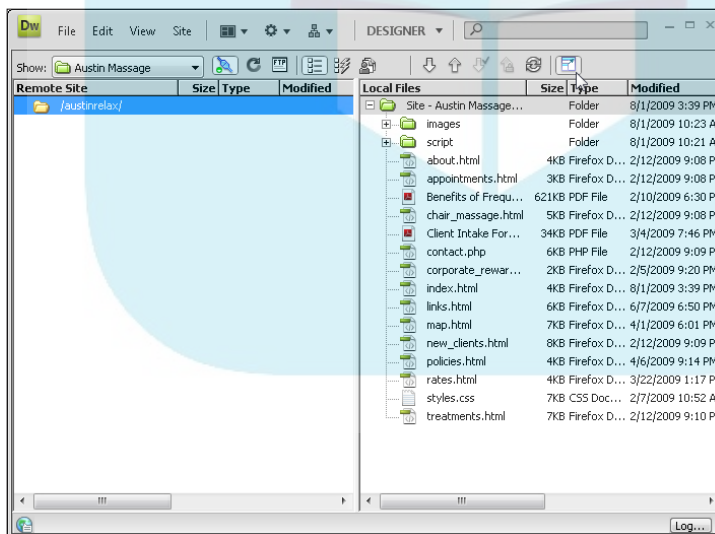 Dw File Edit View Site DESIGNER
Show: Austin Massage FTP
Remote Site Size Type Modified Local Files Size Type Modified
/austinrelax/ Site - Austin Massage... Folder 8/1/2009 3:39 PM
images Folder 8/1/2009 10:23 A
script Folder 8/1/2009 10:21 A
about.html 4KB Firefox D... 2/12/2009 9:08 P
appointments.html 3KB Firefox D... 2/12/2009 9:08 P
Benefits of Frequ... 621KB PDF File 2/10/2009 6:30 P
chair_massage.html 5KB Firefox D... 2/12/2009 9:08 P
Client Intake For... 34KB PDF File 3/4/2009 7:46 PM
contact.php 6KB PHP File 2/12/2009 9:09 P
corporate_rewar... 2KB Firefox D... 2/5/2009 9:20 PM
index.html 4KB Firefox D... 8/1/2009 3:39 PM
links.html 6KB Firefox D... 6/7/2009 6:50 PM
map.html 7KB Firefox D... 4/1/2009 6:01 PM
new_clients.html 8KB Firefox D... 2/12/2009 9:09 P
policies.html 4KB Firefox D... 4/6/2009 9:14 PM
rates.html 4KB Firefox D... 3/22/2009 1:17 P
styles.css 7KB CSS Doc... 2/7/2009 10:52 A
treatments.html 7KB Firefox D... 2/12/2009 9:10 P
Log...